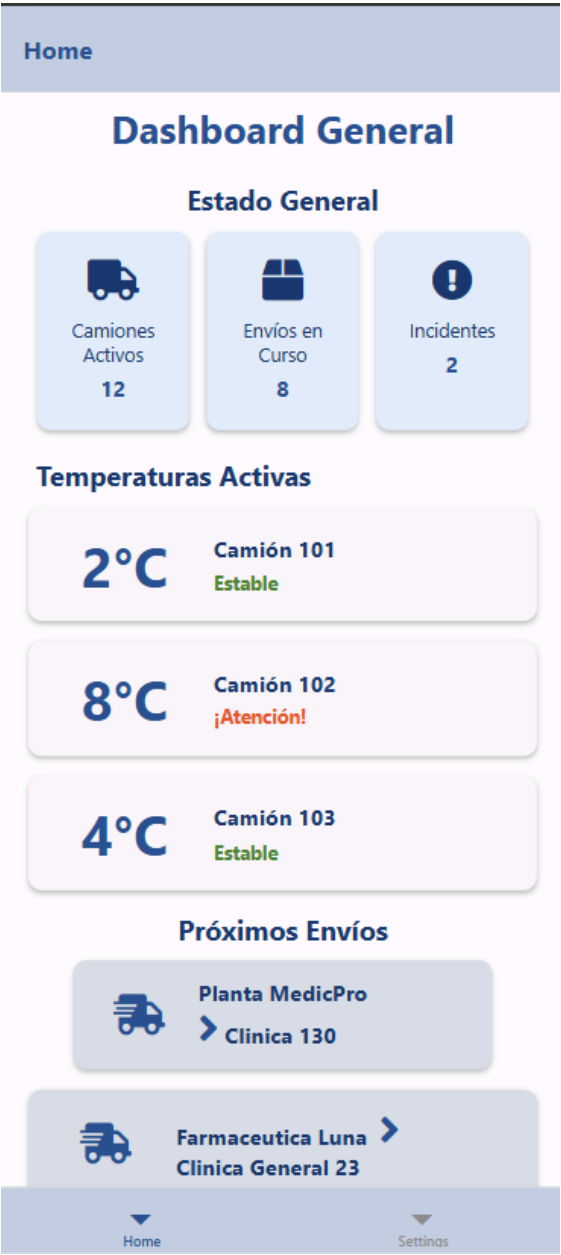 Home
Dashboard General
Estado General
Camiones
Activos
12
Envíos en
Curso
8
Incidentes
2
Temperaturas Activas
2°C
Camión 101
Estable
8°C
Camión 102
¡Atención!
4°C
Camión 103
Estable
Próximos Envíos
Planta MedicPro
Clinica 130
Farmaceutica Luna
Clinica General 23
Home
Settings